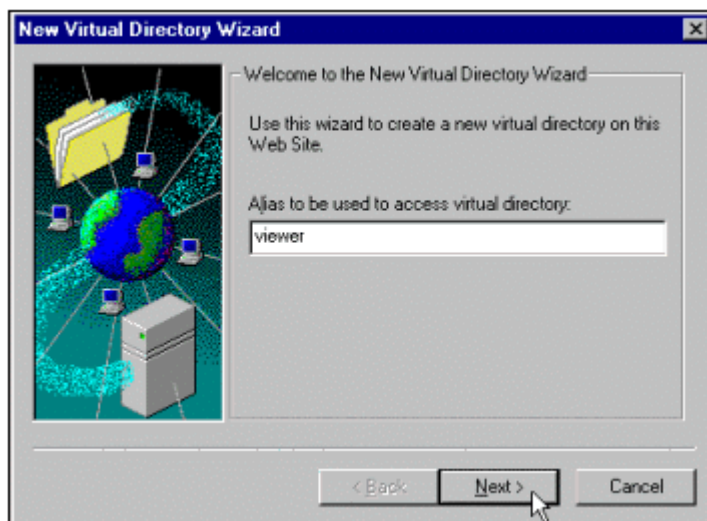 New Virtual Directory Wizard
Welcome to the New Virtual Directory Wizard
Use this wizard to create a new virtual directory on this
Web Site.
Alias to be used to access virtual directory:
viewer
< Back
Next >
Cancel